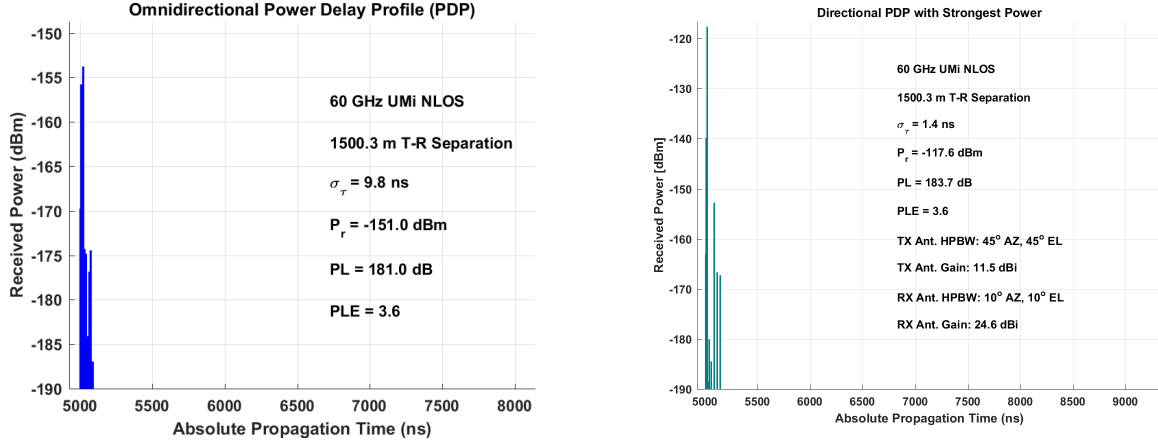 Omnidirectional Power Delay Profile (PDP)
-150
-155
-160
-165
-170
-175
-180
-185
-190
Received Power (dBm)
60 GHz UMi NLOS
1500.3 m T-R Separation
στ = 9.8 ns
Pr = -151.0 dBm
PL = 181.0 dB
PLE = 3.6
5000 5500 6000 6500 7000 7500 8000
Absolute Propagation Time (ns)
Directional PDP with Strongest Power
-120
-130
-140
-150
-160
-170
-180
-190
Received Power [dBm]
60 GHz UMi NLOS
1500.3 m T-R Separation
στ = 1.4 ns
Pr = -117.6 dBm
PL = 183.7 dB
PLE = 3.6
TX Ant. HPBW: 45° AZ, 45° EL
TX Ant. Gain: 11.5 dBi
RX Ant. HPBW: 10° AZ, 10° EL
RX Ant. Gain: 24.6 dBi
5000 5500 6000 6500 7000 7500 8000 8500 9000
Absolute Propagation Time (ns)